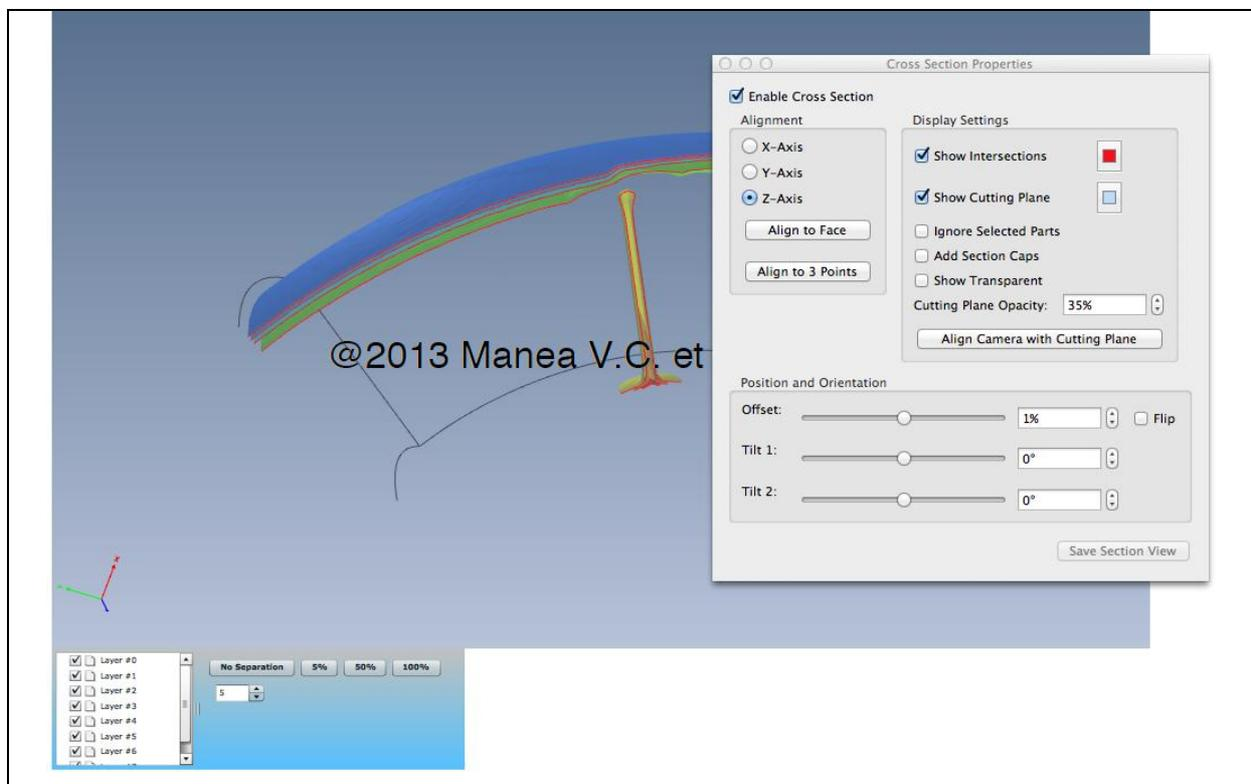 Cross Section Properties
Enable Cross Section
Alignment
X-Axis
Y-Axis
Z-Axis
Align to Face
Align to 3 Points
Display Settings
Show Intersections
Show Cutting Plane
Ignore Selected Parts
Add Section Caps
Show Transparent
Cutting Plane Opacity: 35%
Align Camera with Cutting Plane
@2013 Manea V.C. et
Position and Orientation
Offset: 1% Flip
Tilt 1: 0°
Tilt 2: 0°
Save Section View
Layer #0
Layer #1
Layer #2
Layer #3
Layer #4
Layer #5
Layer #6
No Separation 5% 50% 100%
5